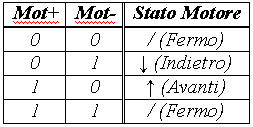 Mot+ Mot- Stato Motore
0 0 / (Fermo)
0 1 ↓ (Indietro)
1 0 ↑ (Avanti)
1 1 / (Fermo)